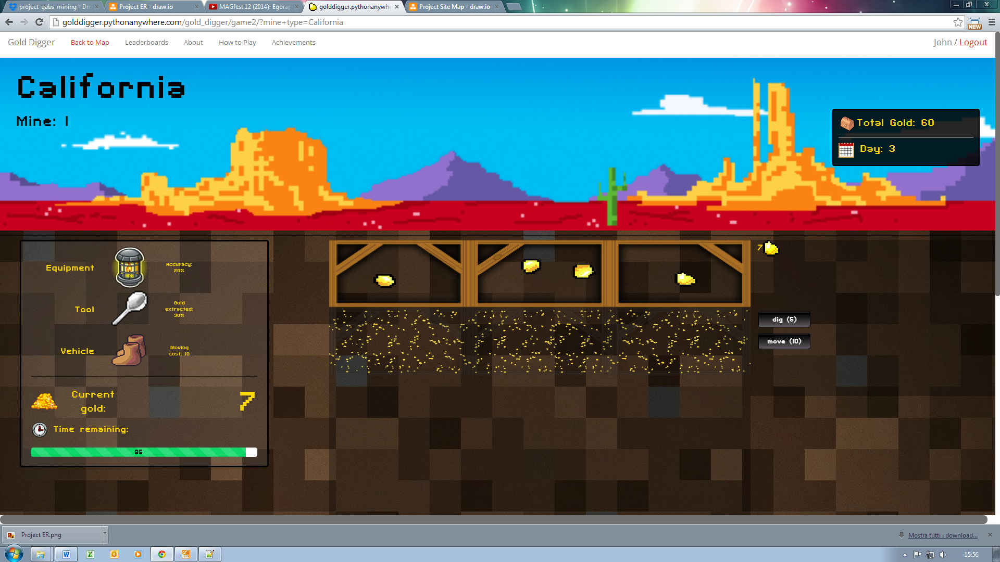 project-gabs-mining - Dro
Project ER - draw.io
MAGfest 12 (2014): Egorap
golddigger.pythonanywhe
Project Site Map - draw.io
golddigger.pythonanywhere.com/gold_digger/game2/?mine+type=California
NEW
Gold Digger
Back to Map
Leaderboards
About
How to Play
Achievements
John / Logout
California
Mine: 1
Total Gold: 60
Day: 3
Equipment
Accuracy:
20%
Tool
Gold
extracted:
30%
Vehicle
Moving
cost: 10
Current
gold:
7
Time remaining:
95
7
dig (5)
move (10)
Project ER.png
Mostra tutti i download...
15:56